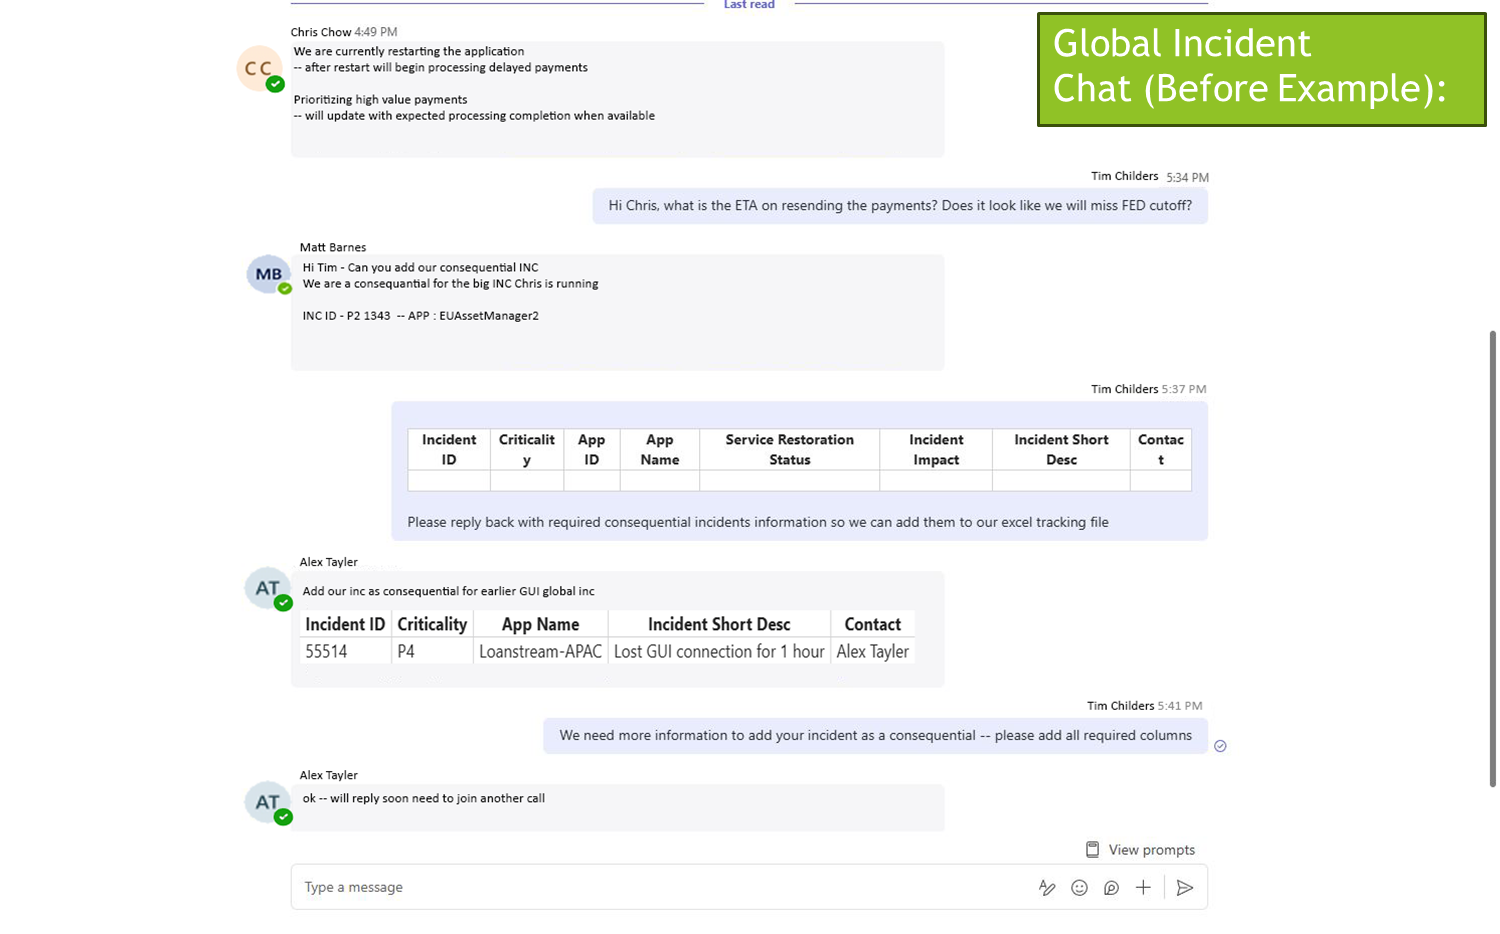 Last read
Global Incident
Chat (Before Example):
Chris Chow 4:49 PM
CC
We are currently restarting the application
-- after restart will begin processing delayed payments
Prioritizing high value payments
-- will update with expected processing completion when available
Tim Childers 5:34 PM
Hi Chris, what is the ETA on resending the payments? Does it look like we will miss FED cutoff?
Matt Barnes
MB
Hi Tim - Can you add our consequential INC
We are a consequantial for the big INC Chris is running
INC ID - P2 1343 -- APP : EUAssetManager2
Tim Childers 5:37 PM
Incident Criticalit App App Service Restoration Incident Incident Short Contac
ID y ID Name Status Impact Desc t
Please reply back with required consequential incidents information so we can add them to our excel tracking file
Alex Tayler
AT
Add our inc as consequential for earlier GUI global inc
Incident ID Criticality App Name Incident Short Desc Contact
55514 P4 Loanstream-APAC Lost GUI connection for 1 hour Alex Tayler
Tim Childers 5:41 PM
We need more information to add your incident as a consequential -- please add all required columns
Alex Tayler
AT
ok -- will reply soon need to join another call
View prompts
Type a message